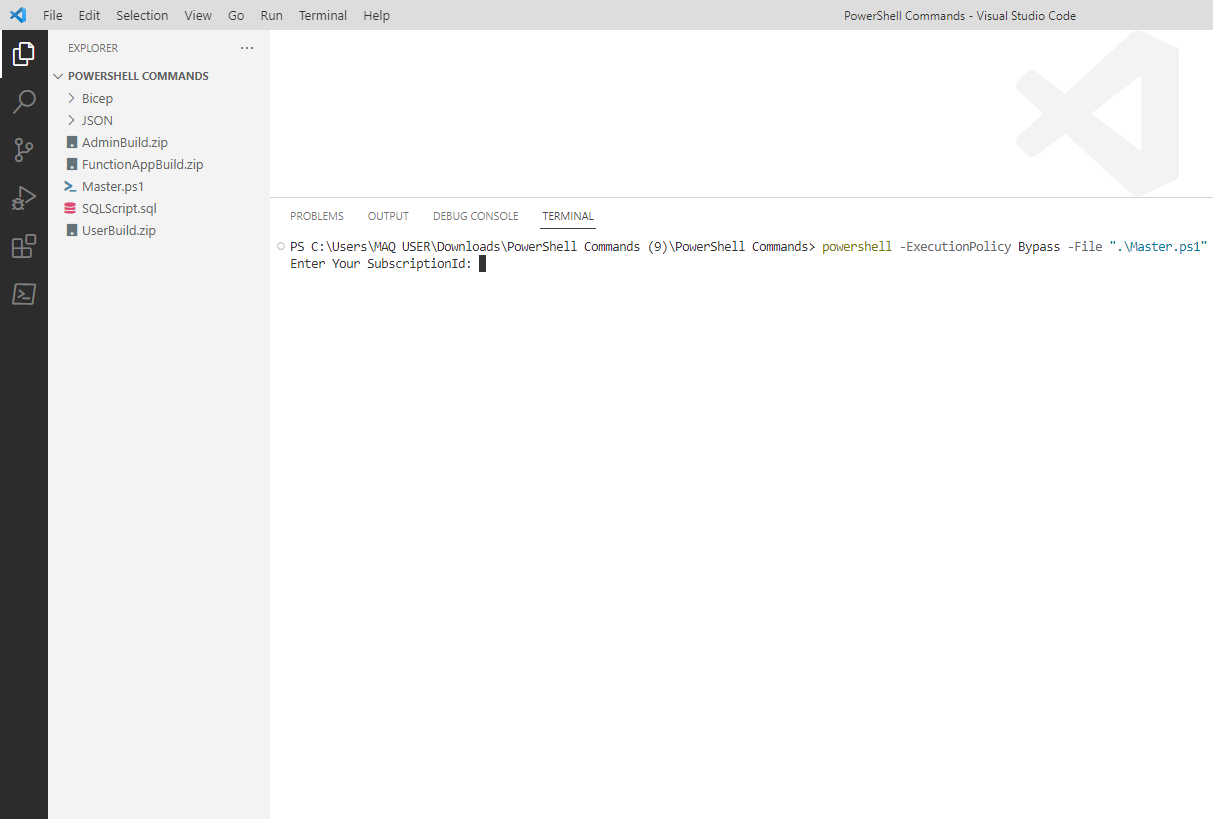 File Edit Selection View Go Run Terminal Help
PowerShell Commands - Visual Studio Code
EXPLORER
POWERSHELL COMMANDS
Bicep
JSON
AdminBuild.zip
FunctionAppBuild.zip
Master.ps1
SQLScript.sql
UserBuild.zip
PROBLEMS OUTPUT DEBUG CONSOLE TERMINAL
PS C:\Users\MAQ USER\Downloads\PowerShell Commands (9)\PowerShell Commands> powershell -ExecutionPolicy Bypass -File ".\Master.ps1"
Enter Your SubscriptionId: